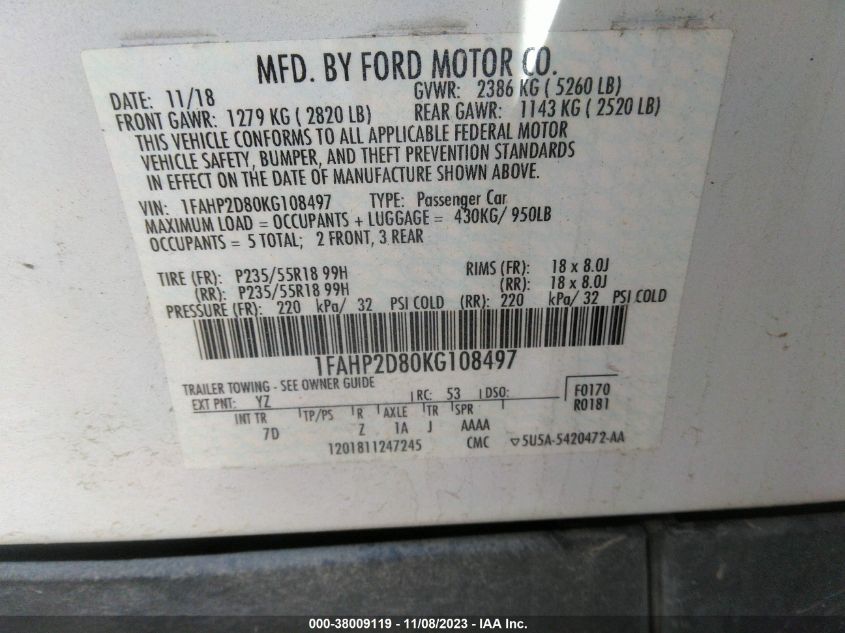 MFD. BY FORD MOTOR CO.
DATE: 11/18 GVWR: 2386 KG ( 5260 LB)
FRONT GAWR: 1279 KG ( 2820 LB) REAR GAWR: 1143 KG ( 2520 LB)
THIS VEHICLE CONFORMS TO ALL APPLICABLE FEDERAL MOTOR
VEHICLE SAFETY, BUMPER, AND THEFT PREVENTION STANDARDS
IN EFFECT ON THE DATE OF MANUFACTURE SHOWN ABOVE.
VIN: 1FAHP2D80KG108497 TYPE: Passenger Car
MAXIMUM LOAD = OCCUPANTS + LUGGAGE = 430KG/ 950LB
OCCUPANTS = 5 TOTAL; 2 FRONT, 3 REAR
TIRE (FR): P235/55R18 99H RIMS (FR): 18 x 8.0J
(RR): P235/55R18 99H (RR): 18 x 8.0J
PRESSURE (FR): 220 kPa/ 32 PSI COLD (RR): 220 kPa/ 32 PSI COLD
1FAHP2D80KG108497
TRAILER TOWING - SEE OWNER GUIDE
EXT PNT: YZ RC: 53 DSO: F0170
INT TR TP/PS R AXLE TR SPR R0181
7D Z 1A J AAAA
1201811247245 CMC ▽5U5A-5420472-AA
000-38009119 - 11/08/2023 - IAA Inc.